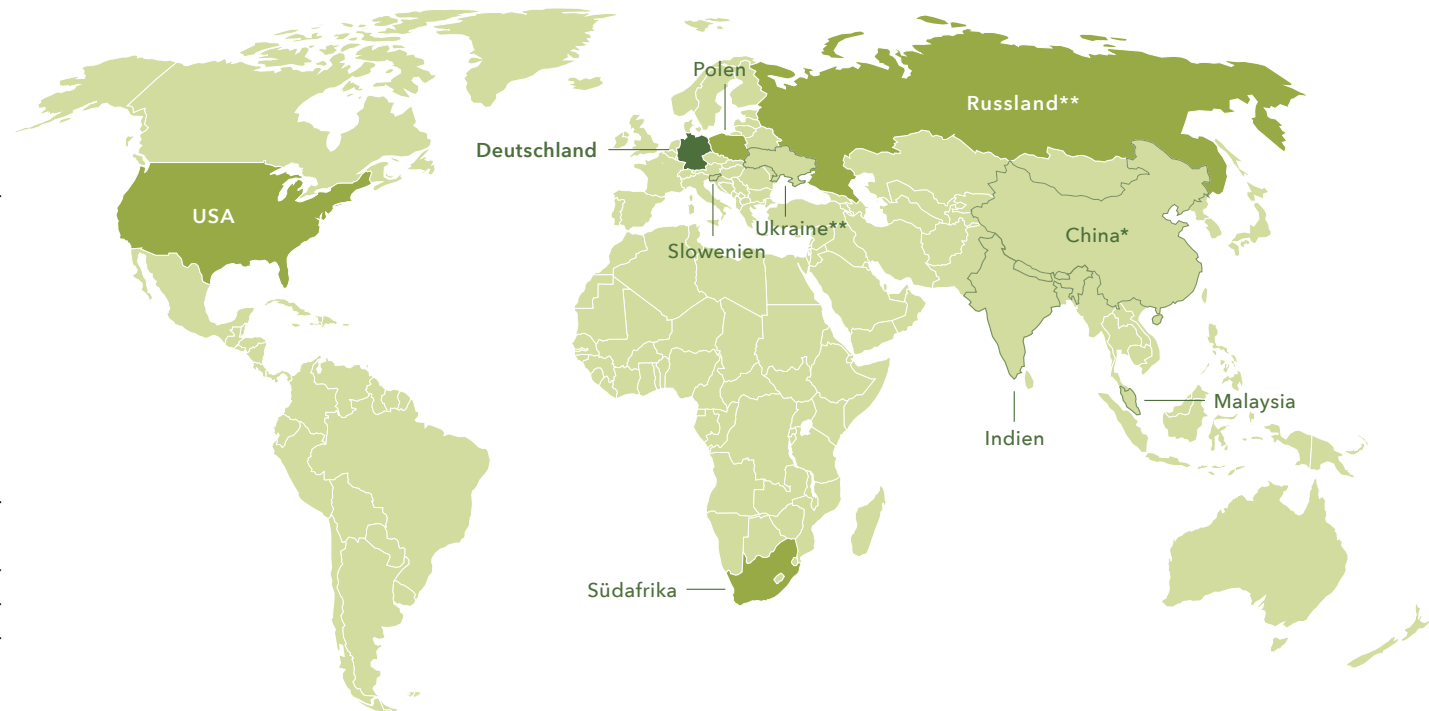 Polen
Russland**
Deutschland
USA
Ukraine**
China*
Slowenien
Malaysia
Indien
Südafrika